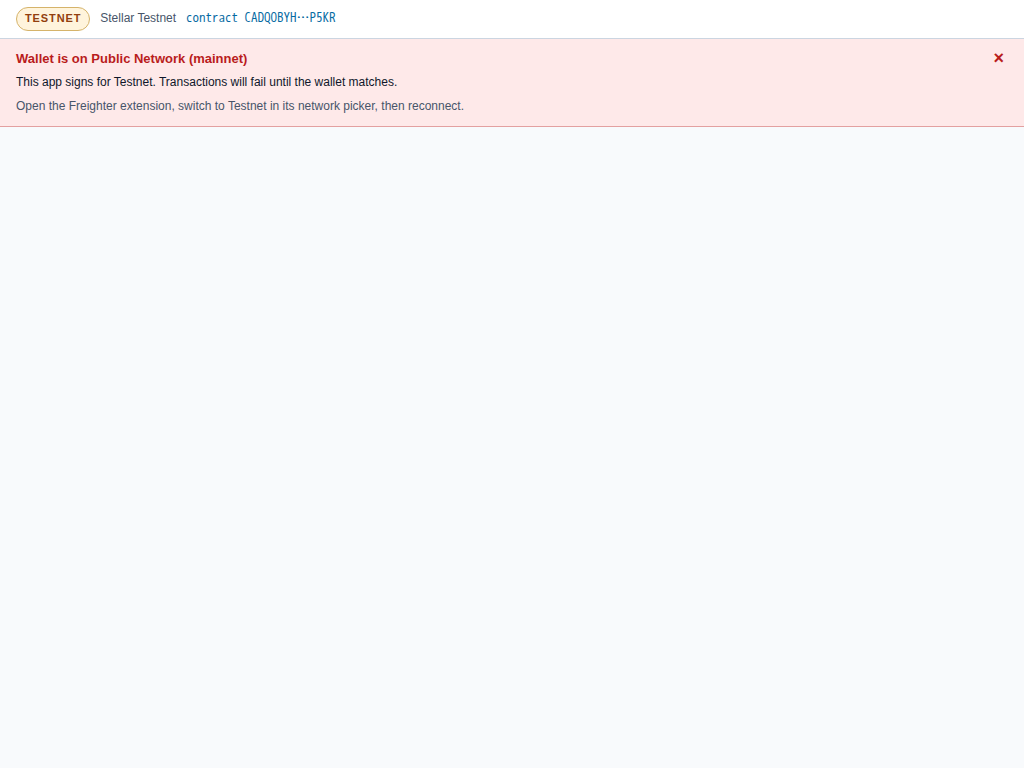 TESTNET Stellar Testnet contract CADQOBYH···P5KR
Wallet is on Public Network (mainnet) ×
This app signs for Testnet. Transactions will fail until the wallet matches.
Open the Freighter extension, switch to Testnet in its network picker, then reconnect.